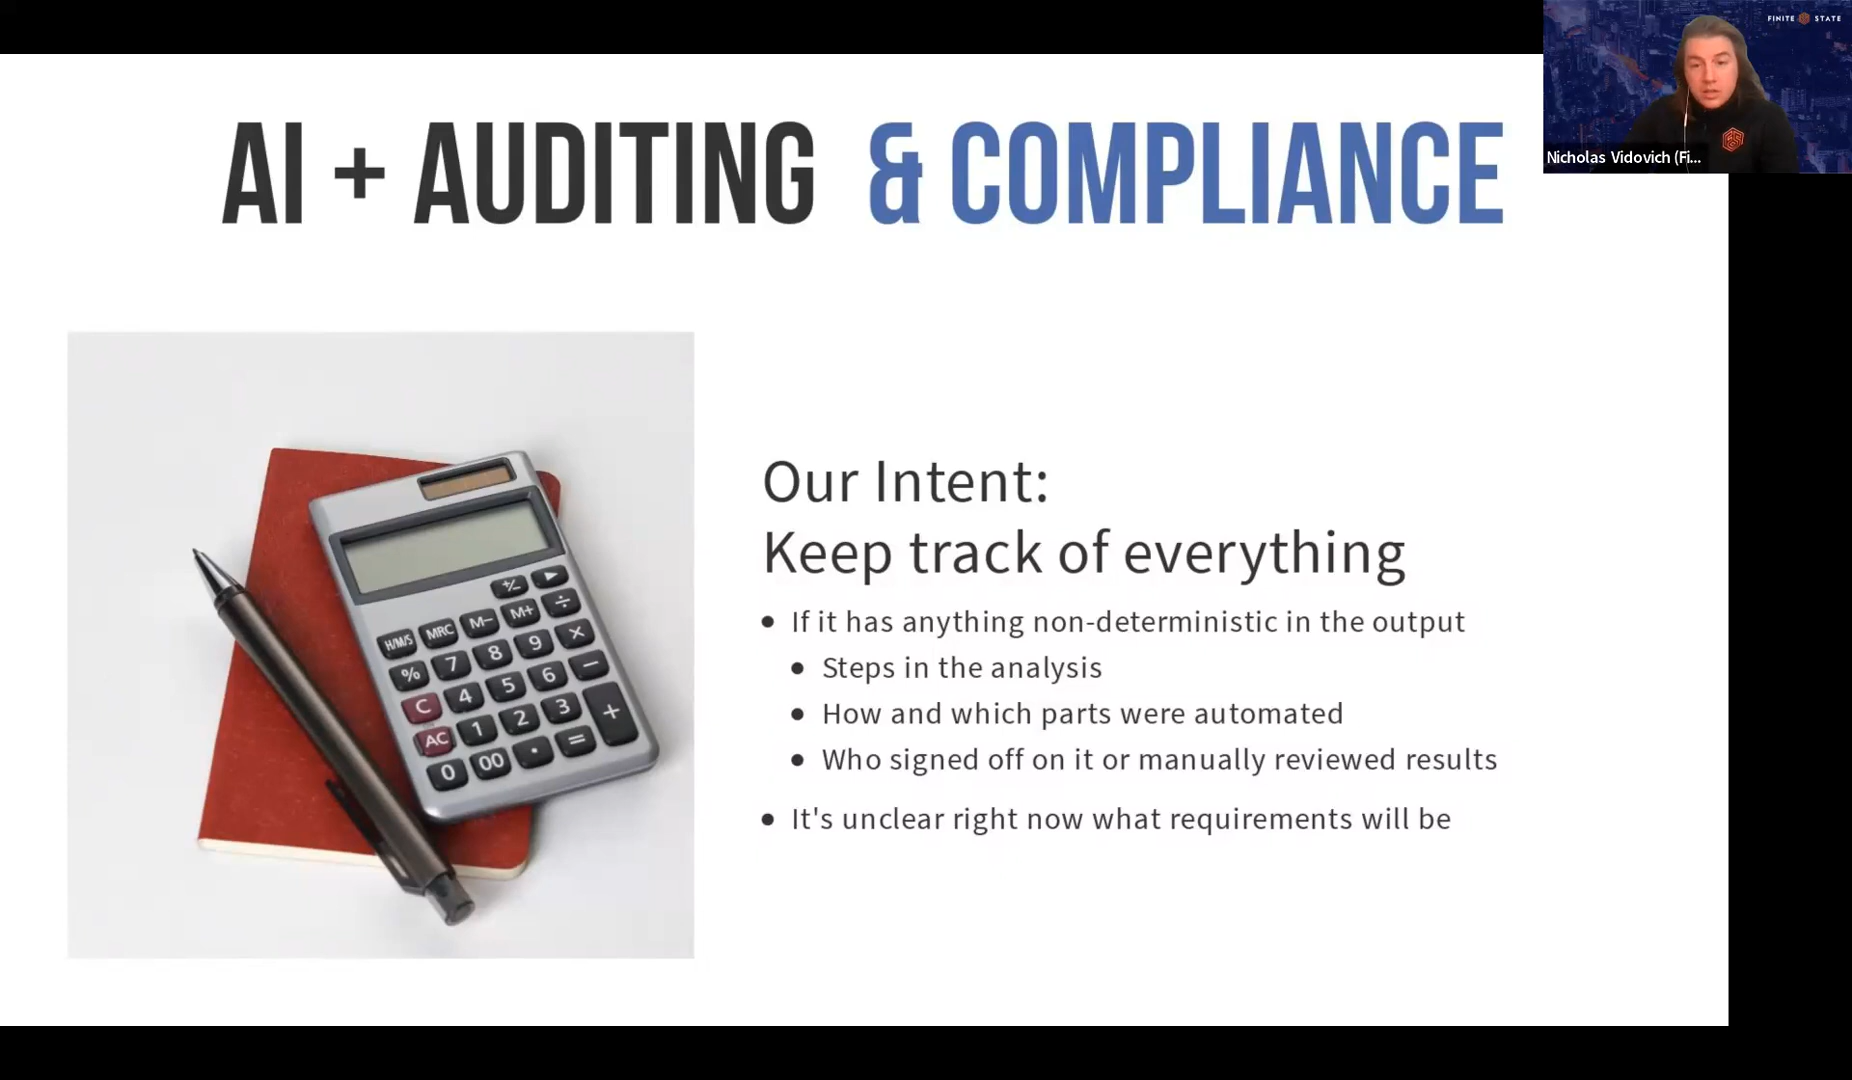 FINITE STATE
Nicholas Vidovich (Fi...
AI + AUDITING & COMPLIANCE
Our Intent:
Keep track of everything
• If it has anything non-deterministic in the output
• Steps in the analysis
• How and which parts were automated
• Who signed off on it or manually reviewed results
• It's unclear right now what requirements will be
+/- ▶
H/M/S MRC M− M+ ÷
% 7 8 9 ×
C 4 5 6 −
AC 1 2 3 +
0 00 · =